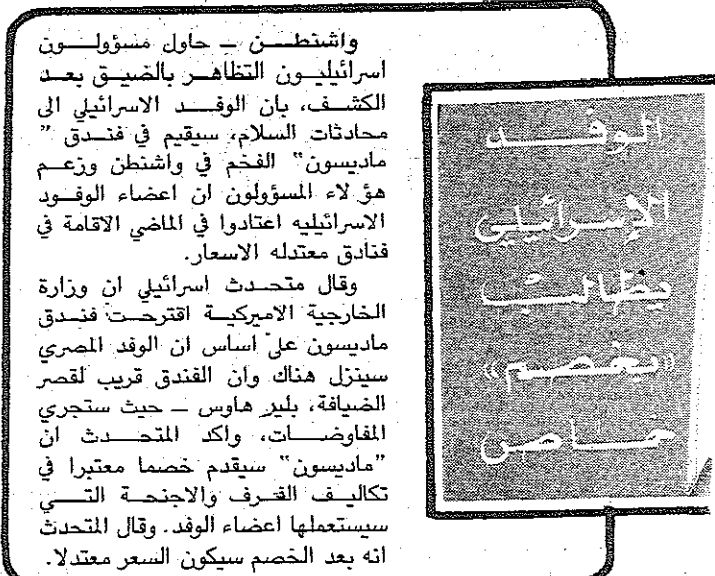 الوفد
الإسرائيلي
يطالب
«بخصم»
خاص
واشنطن – حاول مسؤولون
اسرائيليون التظاهر بالضيق بعد
الكشف، بان الوفد الاسرائيلي الى
محادثات السلام، سيقيم في فندق "
ماديسون" الفخم في واشنطن وزعم
هؤلاء المسؤولون ان اعضاء الوفود
الاسرائيليه اعتادوا في الماضي الاقامة في
فنادق معتدله الاسعار.
وقال متحدث اسرائيلي ان وزارة
الخارجية الاميركية اقترحت فندق
ماديسون على اساس ان الوفد المصري
سينزل هناك وان الفندق قريب لقصر
الضيافة، بلير هاوس – حيث ستجري
المفاوضات، واكد المتحدث ان
"ماديسون" سيقدم خصما معتبرا في
تكاليف الغرف والاجنحة التي
سيستعملها اعضاء الوفد. وقال المتحدث
انه بعد الخصم سيكون السعر معتدلا.